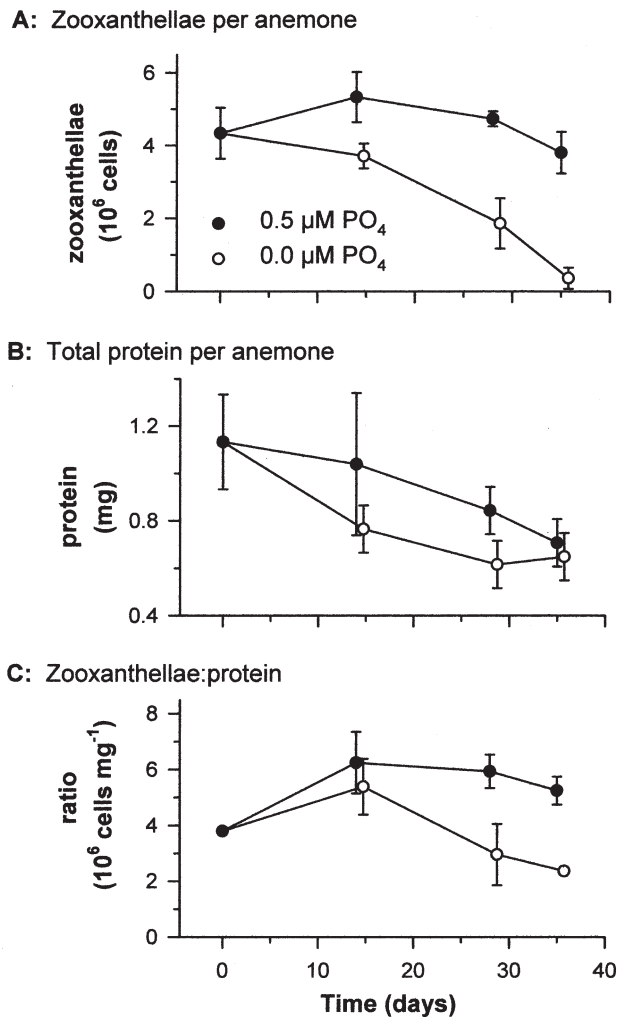 A: Zooxanthellae per anemone
6
4
2
0
zooxanthellae
(10⁶ cells)
0.5 µM PO₄
0.0 µM PO₄
B: Total protein per anemone
1.2
0.8
0.4
protein
(mg)
C: Zooxanthellae:protein
8
6
4
2
0
ratio
(10⁶ cells mg⁻¹)
0 10 20 30 40
Time (days)